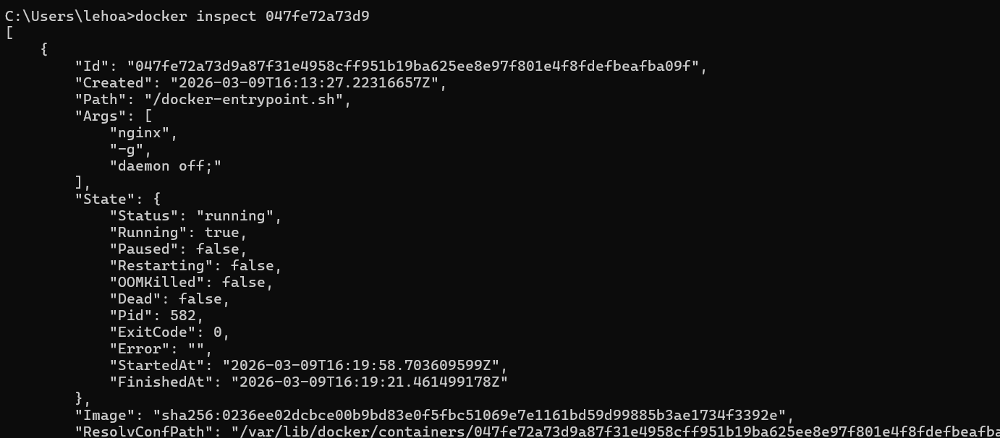 C:\Users\lehoa>docker inspect 047fe72a73d9
[
    {
        "Id": "047fe72a73d9a87f31e4958cff951b19ba625ee8e97f801e4f8fdefbeafba09f",
        "Created": "2026-03-09T16:13:27.22316657Z",
        "Path": "/docker-entrypoint.sh",
        "Args": [
            "nginx",
            "-g",
            "daemon off;"
        ],
        "State": {
            "Status": "running",
            "Running": true,
            "Paused": false,
            "Restarting": false,
            "OOMKilled": false,
            "Dead": false,
            "Pid": 582,
            "ExitCode": 0,
            "Error": "",
            "StartedAt": "2026-03-09T16:19:58.703609599Z",
            "FinishedAt": "2026-03-09T16:19:21.461499178Z"
        },
        "Image": "sha256:0236ee02dcbce00b9bd83e0f5fbc51069e7e1161bd59d99885b3ae1734f3392e",
        "ResolvConfPath": "/var/lib/docker/containers/047fe72a73d9a87f31e4958cff951b19ba625ee8e97f801e4f8fdefbeafba